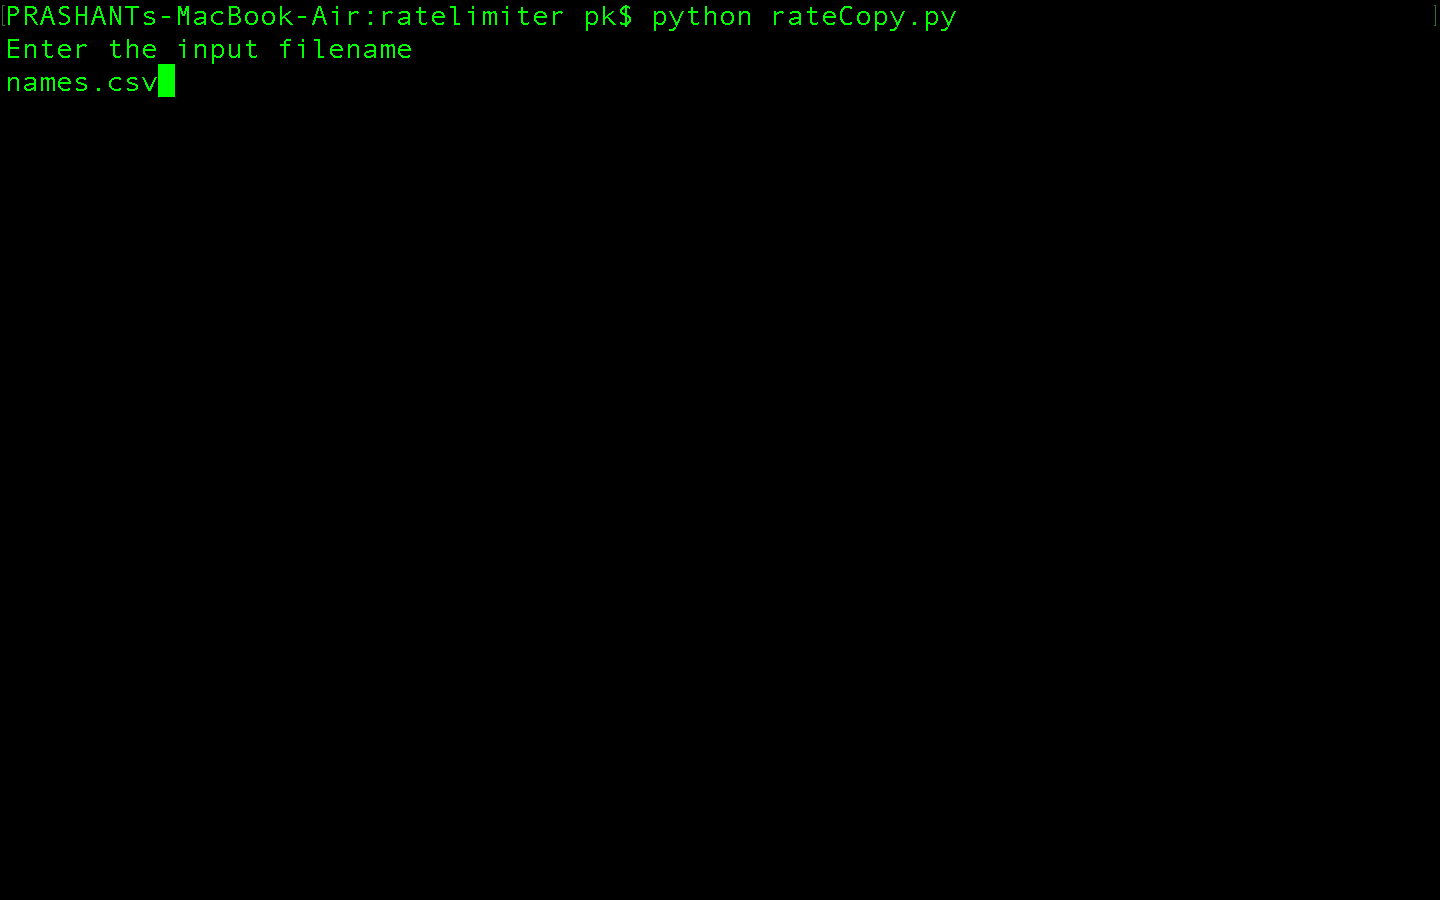 [PRASHANTs-MacBook-Air:ratelimiter pk$ python rateCopy.py ]
Enter the input filename
names.csv